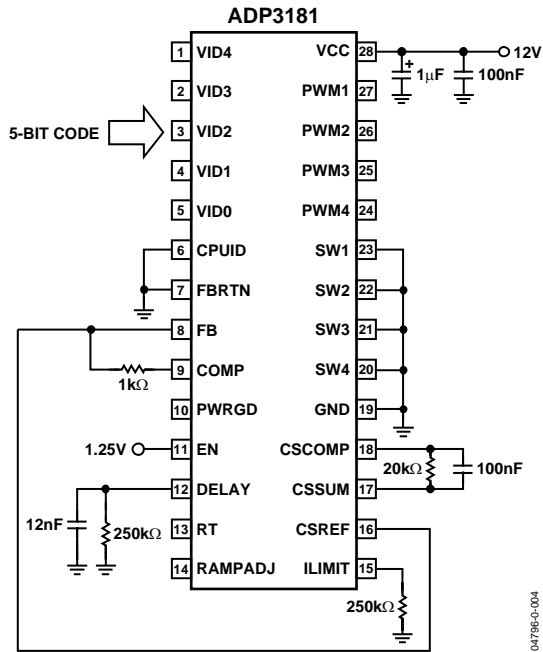 ADP3181
1 VID4
VCC 28
12V
+
1μF
100nF
2 VID3
PWM1 27
5-BIT CODE
3 VID2
PWM2 26
4 VID1
PWM3 25
5 VID0
PWM4 24
6 CPUID
SW1 23
7 FBRTN
SW2 22
8 FB
SW3 21
1kΩ
9 COMP
SW4 20
10 PWRGD
GND 19
1.25V
11 EN
CSCOMP 18
20kΩ
100nF
12 DELAY
CSSUM 17
12nF
250kΩ
13 RT
CSREF 16
14 RAMPADJ
ILIMIT 15
250kΩ
04796-0-004